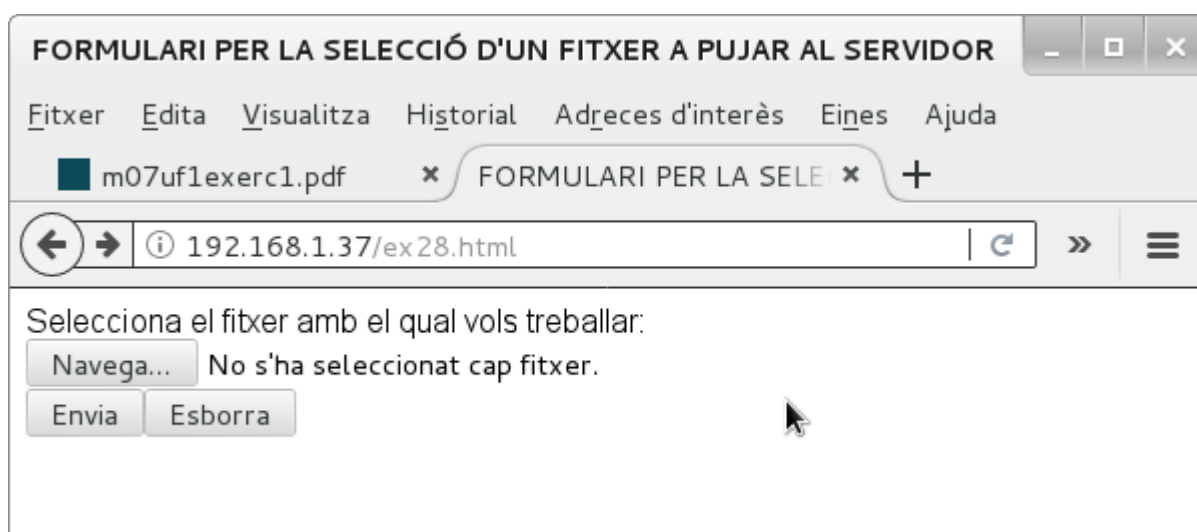 FORMULARI PER LA SELECCIÓ D'UN FITXER A PUJAR AL SERVIDOR
Fitxer Edita Visualitza Historial Adreces d'interès Eines Ajuda
m07uf1exerc1.pdf FORMULARI PER LA SELE
192.168.1.37/ex28.html
Selecciona el fitxer amb el qual vols treballar:
Navega... No s'ha seleccionat cap fitxer.
Envia Esborra